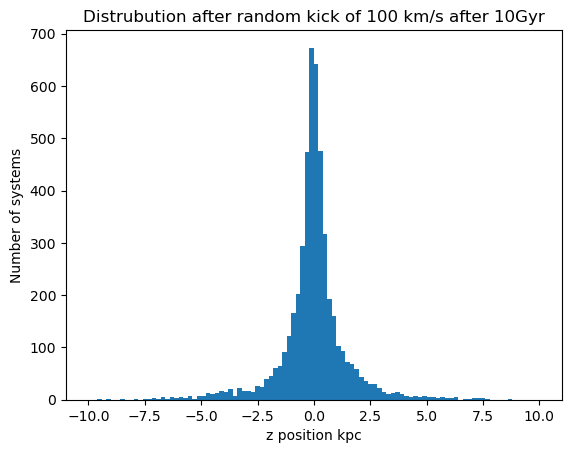 Distrubution after random kick of 100 km/s after 10Gyr
Number of systems
700
600
500
400
300
200
100
0
−10.0 −7.5 −5.0 −2.5 0.0 2.5 5.0 7.5 10.0
z position kpc